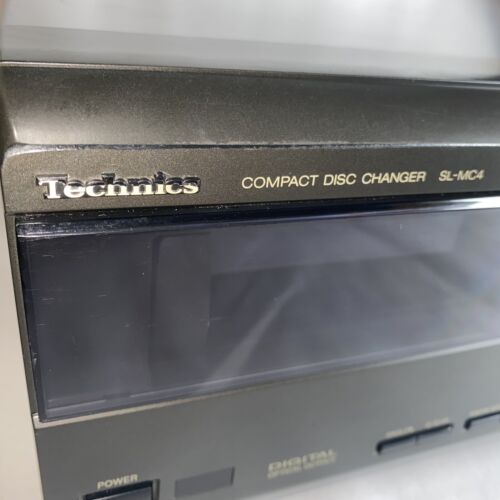 Technics COMPACT DISC CHANGER SL-MC4
DIGITAL
POWER